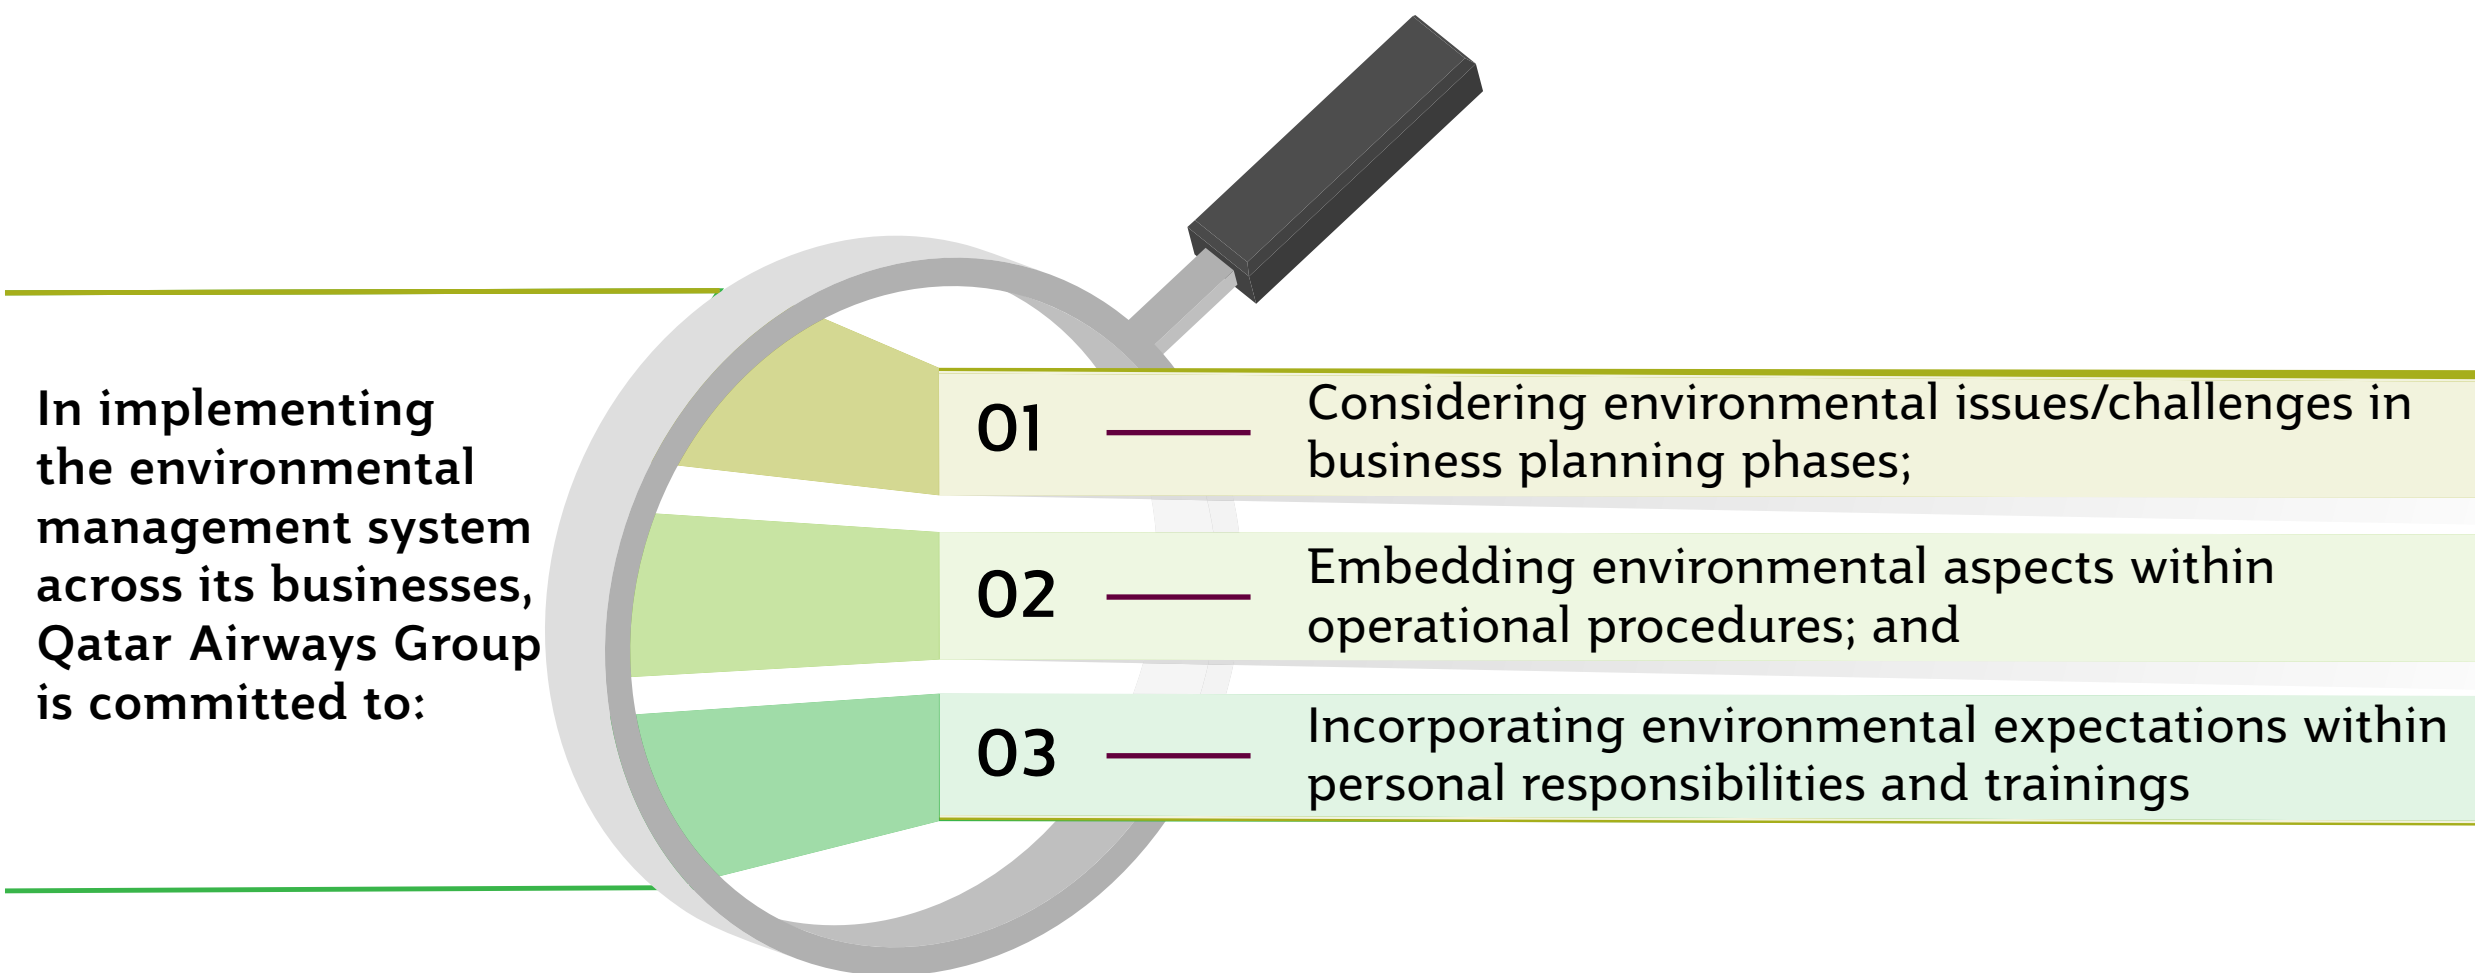 In implementing
the environmental
management system
across its businesses,
Qatar Airways Group
is committed to:
01
Considering environmental issues/challenges in
business planning phases;
02
Embedding environmental aspects within
operational procedures; and
03
Incorporating environmental expectations within
personal responsibilities and trainings